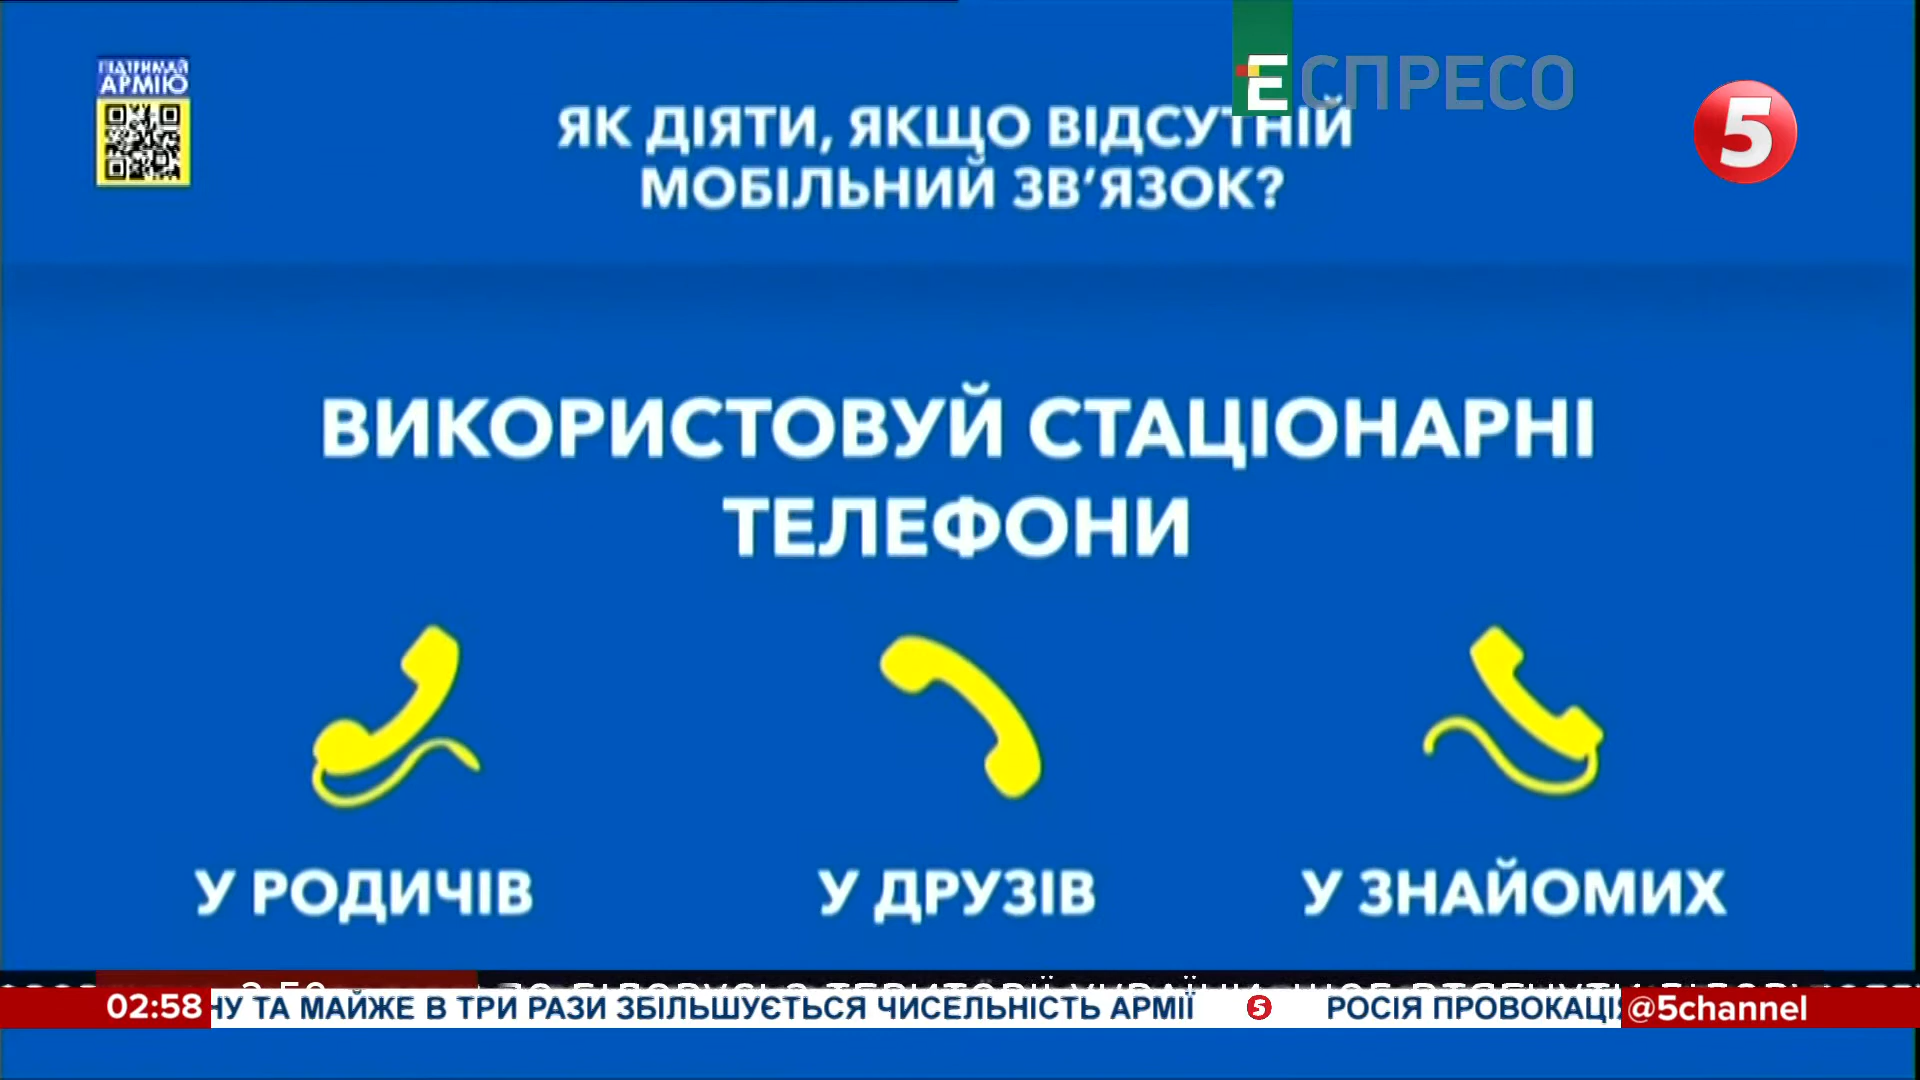 ПІДТРИМАЙ
АРМІЮ
ЕСПРЕСО
5
ЯК ДІЯТИ, ЯКЩО ВІДСУТНІЙ
МОБІЛЬНИЙ ЗВ’ЯЗОК?
ВИКОРИСТОВУЙ СТАЦІОНАРНІ
ТЕЛЕФОНИ
У РОДИЧІВ
У ДРУЗІВ
У ЗНАЙОМИХ
02:58 ТА МАЙЖЕ В ТРИ РАЗИ ЗБІЛЬШУЄТЬСЯ ЧИСЕЛЬНІСТЬ АРМІЇ 5 РОСІЯ @5channel